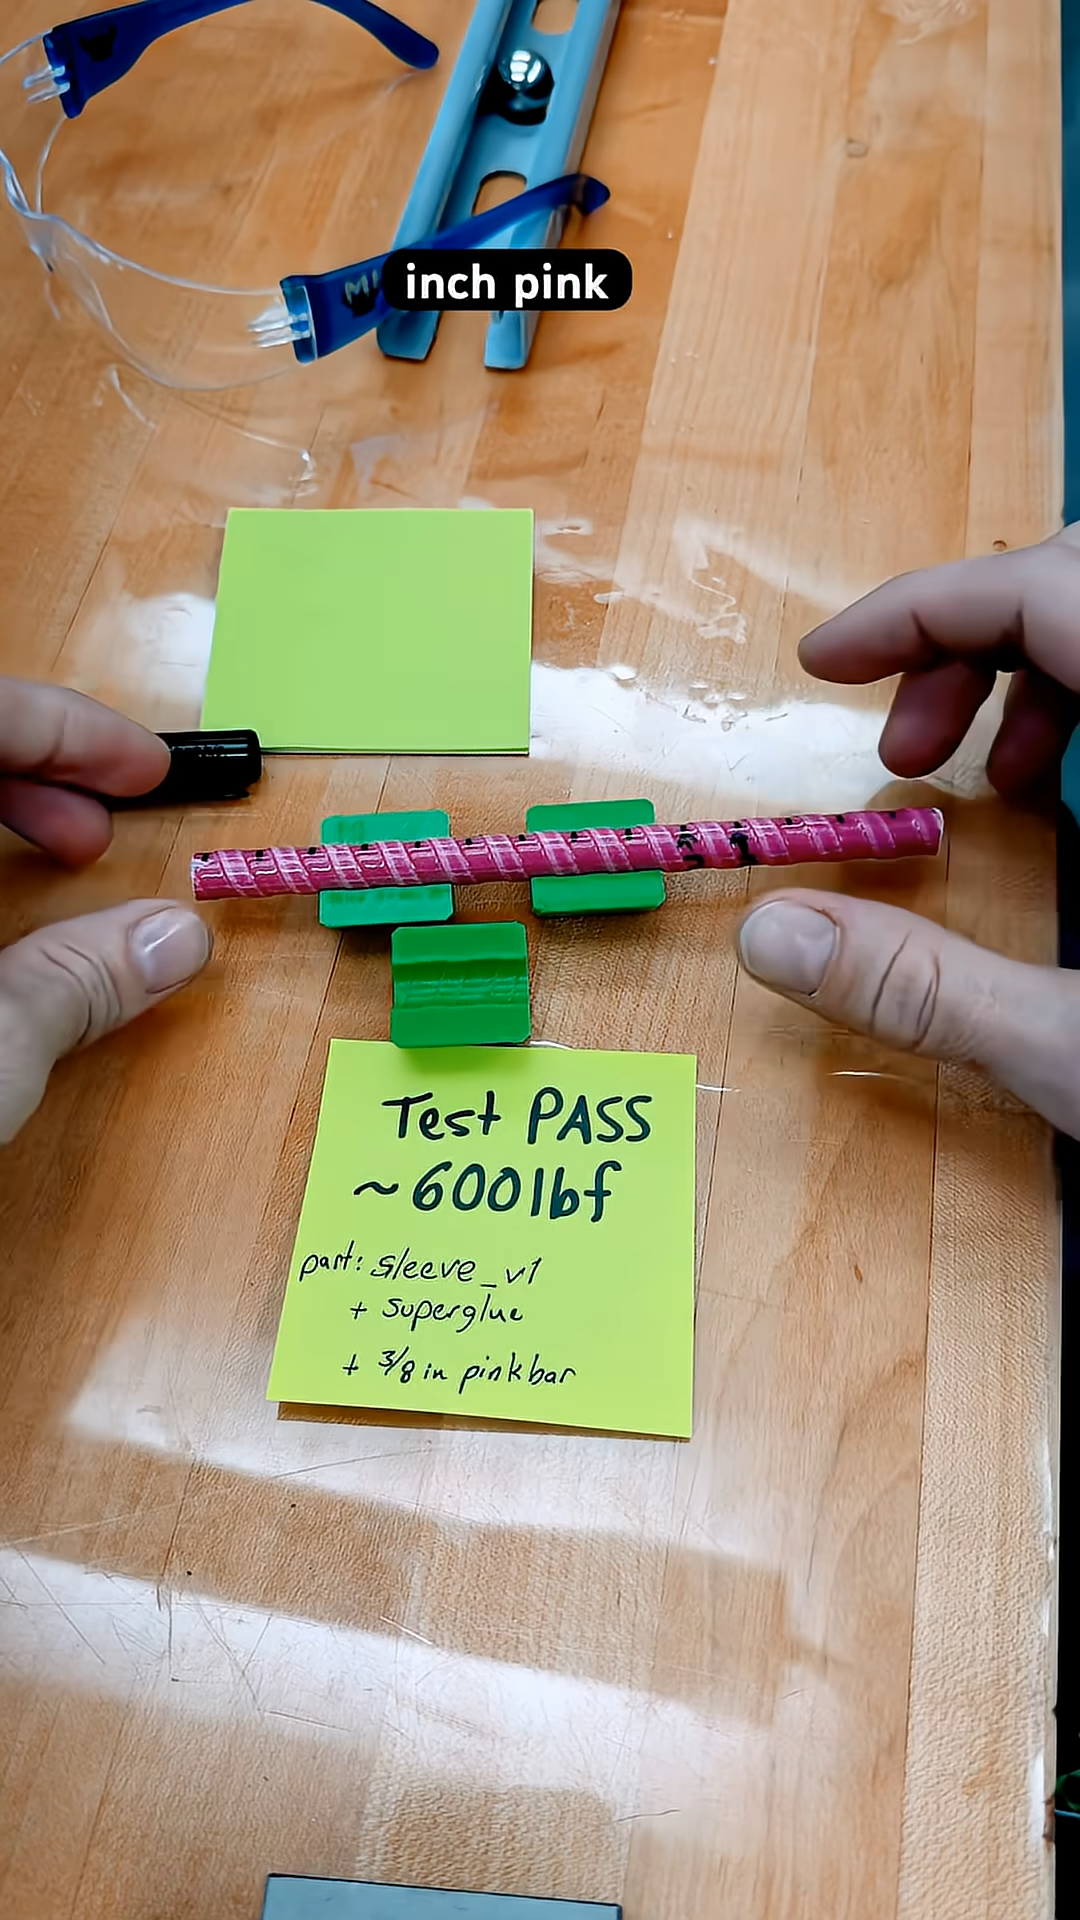 inch pink
Test PASS
~600lbf
part: sleeve_v1
+ superglue
+ 3/8 in pinkbar